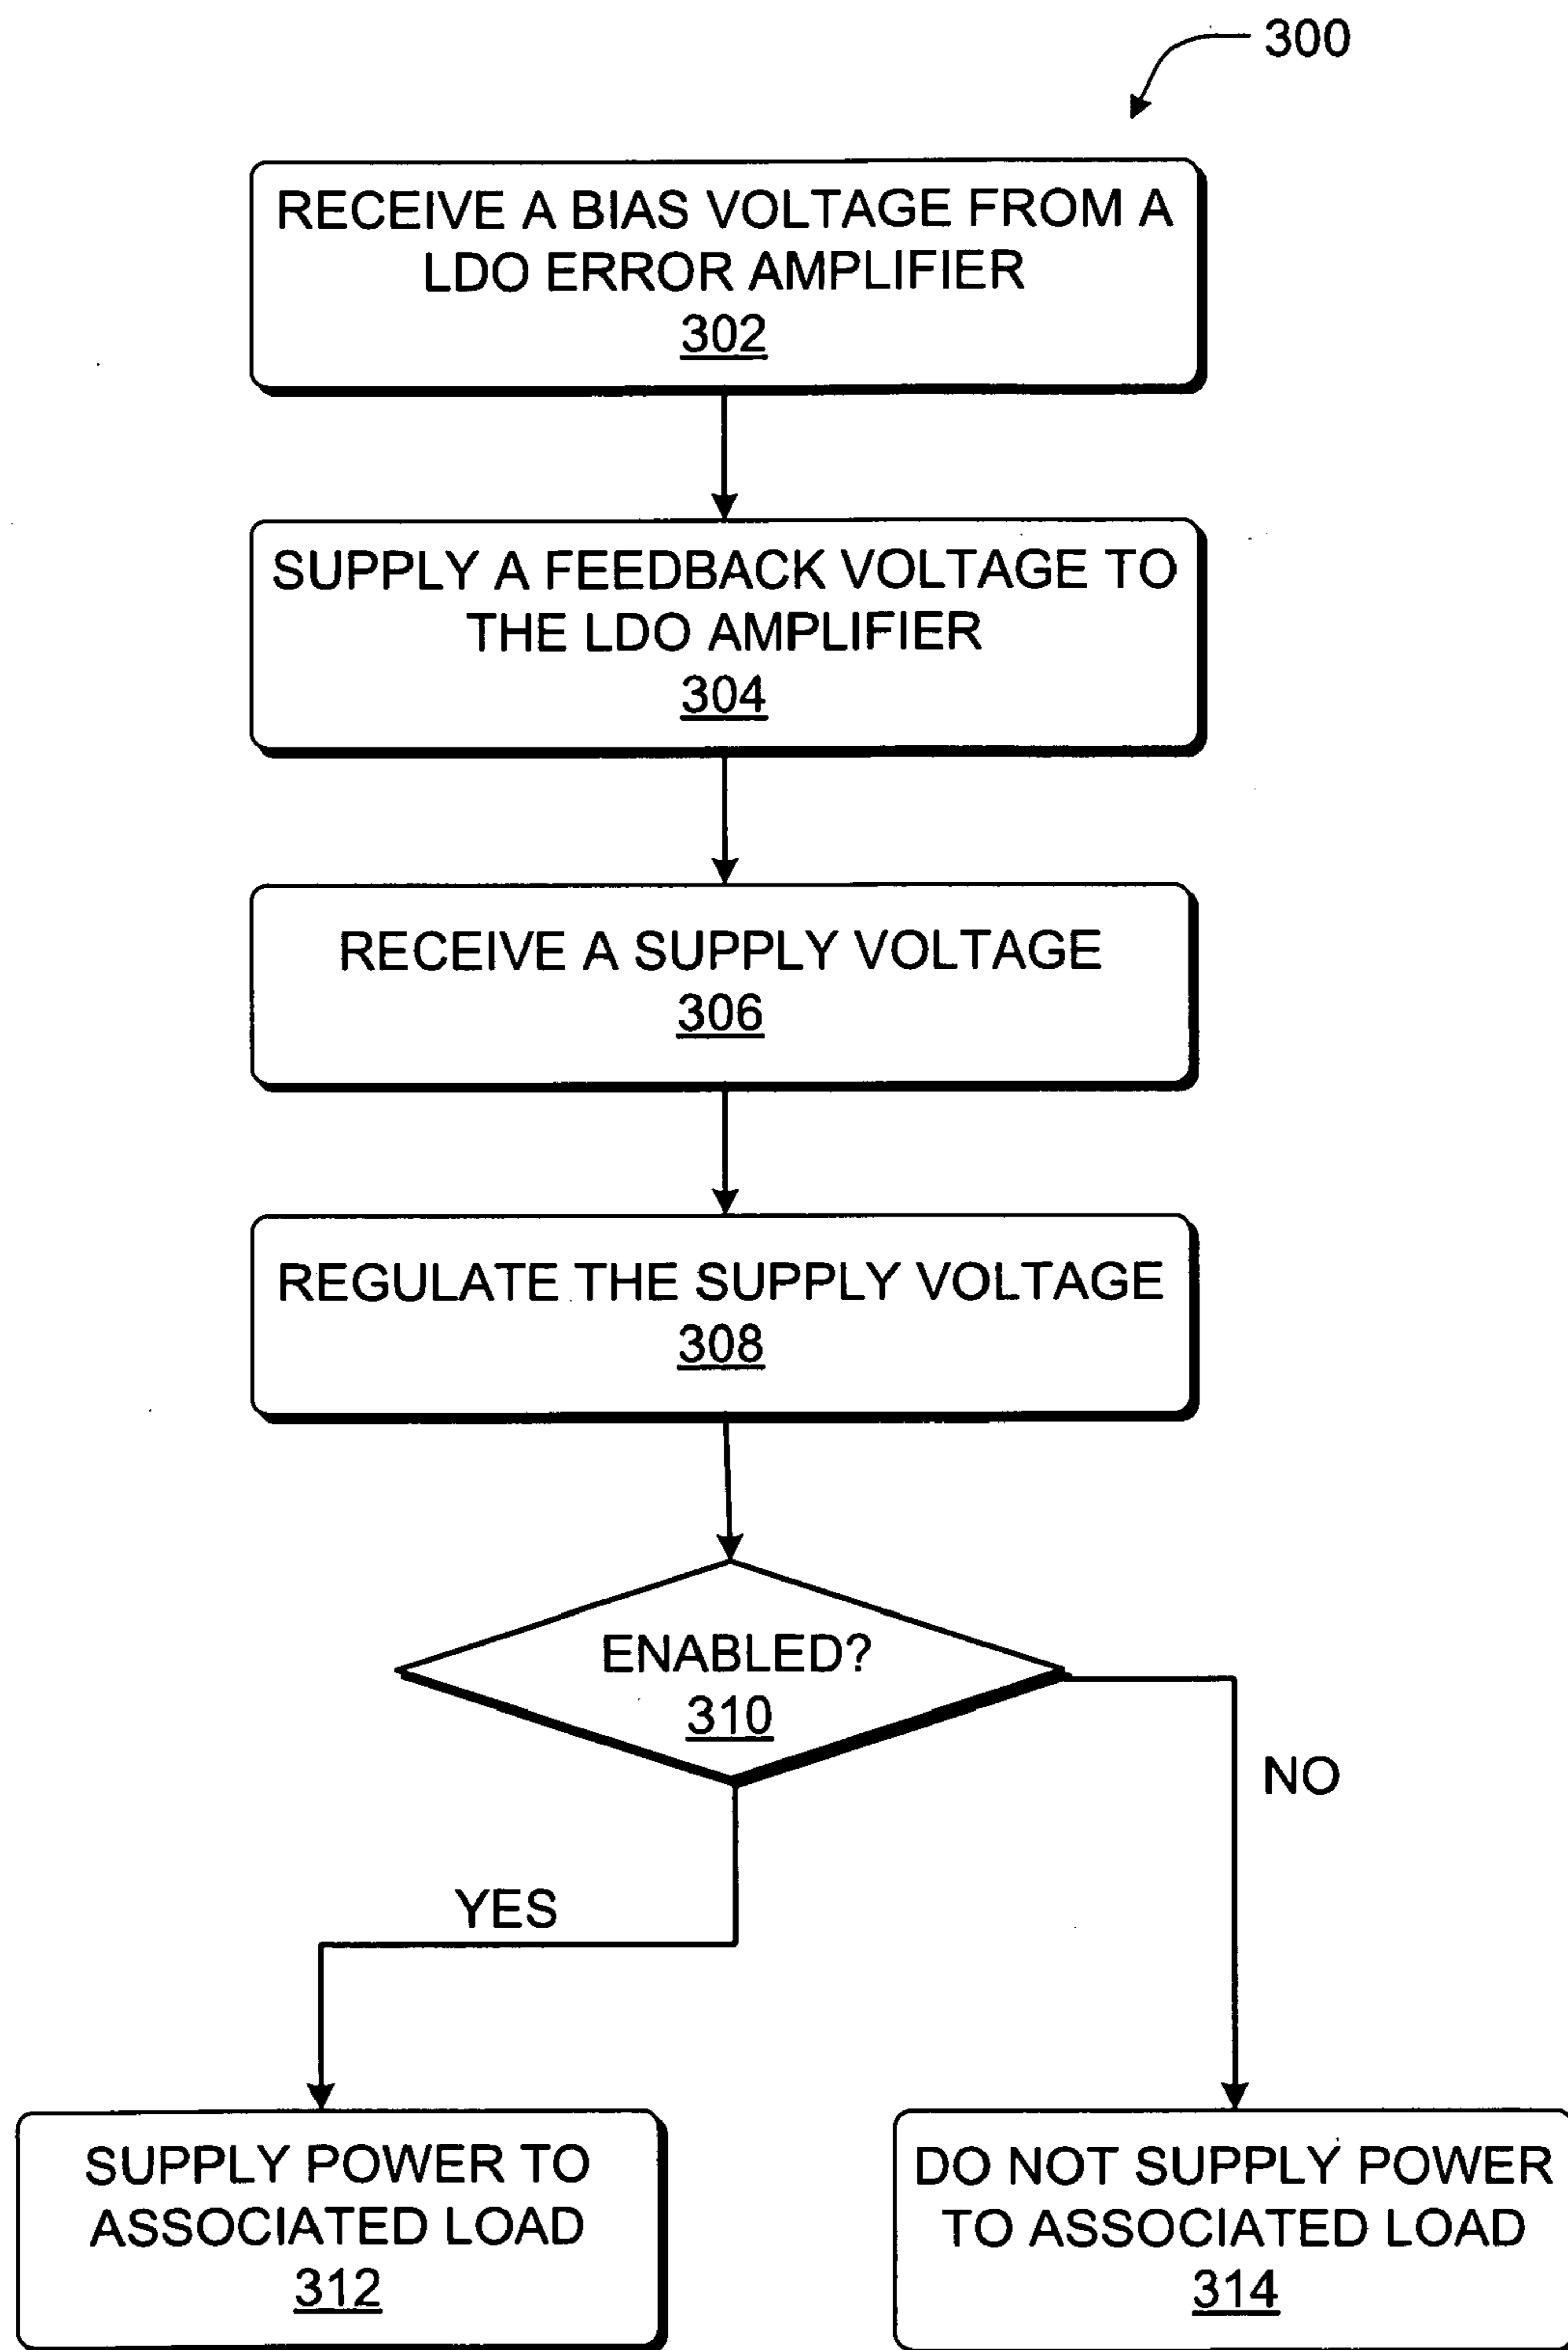 300
RECEIVE A BIAS VOLTAGE FROM A
LDO ERROR AMPLIFIER
302
SUPPLY A FEEDBACK VOLTAGE TO
THE LDO AMPLIFIER
304
RECEIVE A SUPPLY VOLTAGE
306
REGULATE THE SUPPLY VOLTAGE
308
ENABLED?
310
NO
YES
SUPPLY POWER TO
ASSOCIATED LOAD
312
DO NOT SUPPLY POWER
TO ASSOCIATED LOAD
314